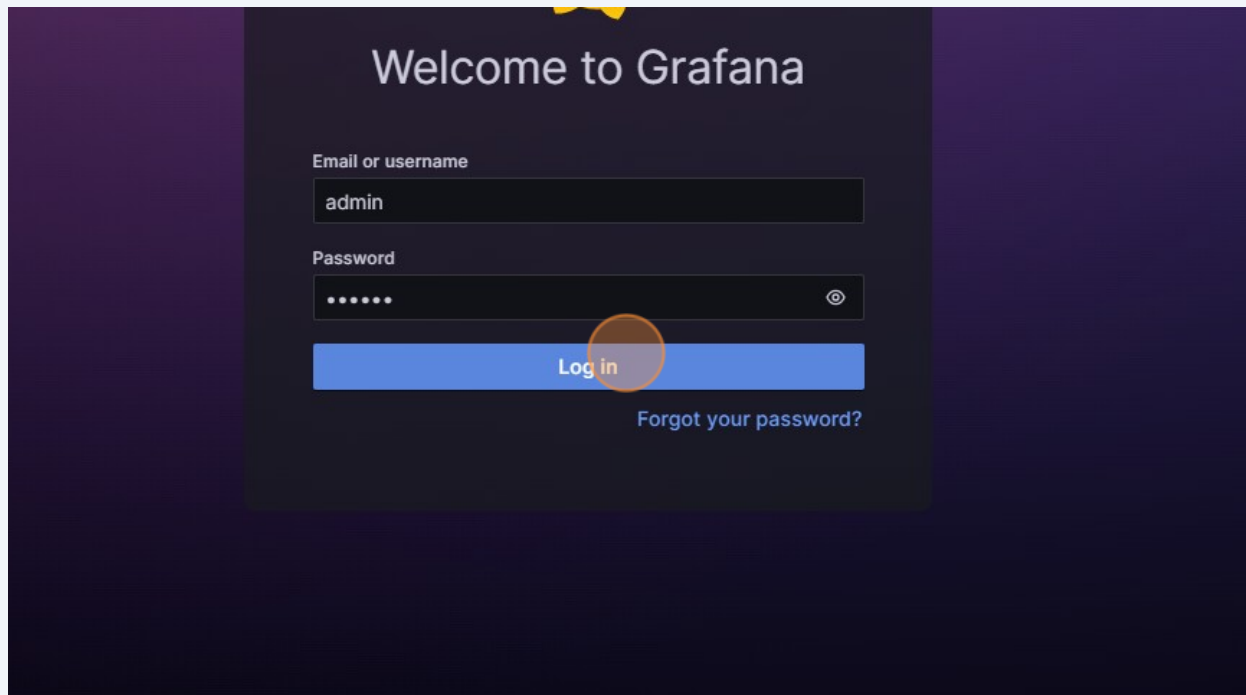 Welcome to Grafana
Email or username
admin
Password
••••••
Log in
Forgot your password?